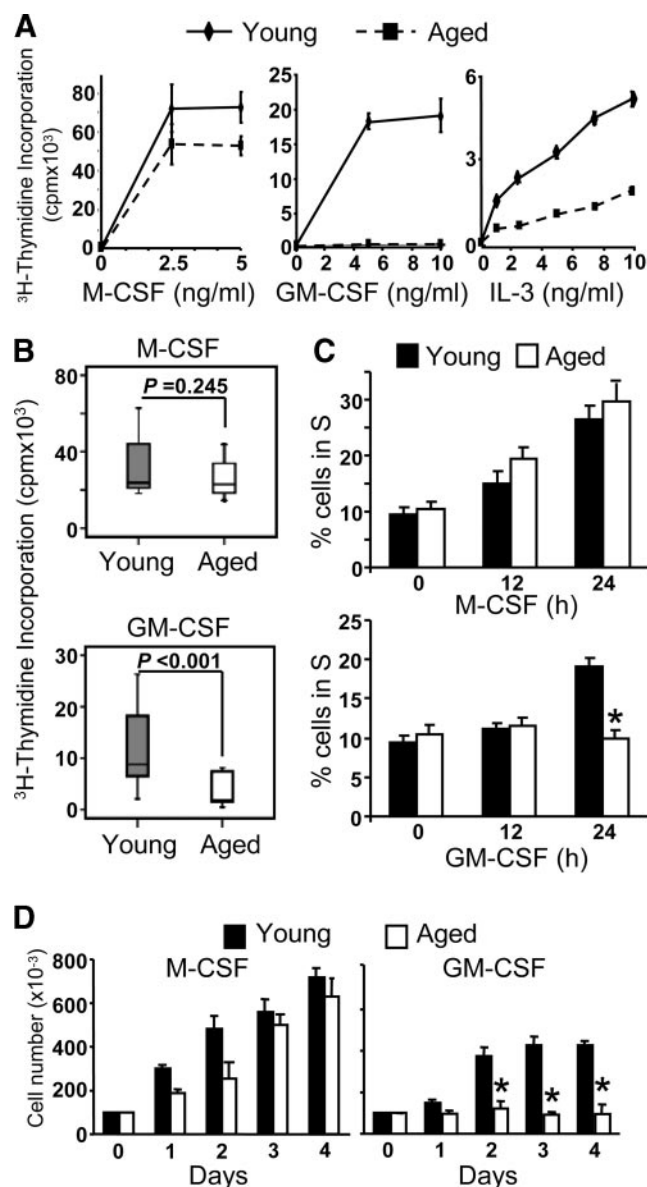 A
Young Aged
³H-Thymidine Incorporation
(cpmx10³)
80
60
40
20
0
0 2.5 5
M-CSF (ng/ml)
25
20
15
10
5
0
0 2 4 6 8 10
GM-CSF (ng/ml)
6
3
0
0 2 4 6 8 10
IL-3 (ng/ml)
B
³H-Thymidine Incorporation (cpmx10³)
M-CSF
80
40
0
P =0.245
Young Aged
GM-CSF
30
20
10
0
P <0.001
Young Aged
C
Young Aged
% cells in S
30
20
10
0
0 12 24
M-CSF (h)
% cells in S
25
20
15
10
5
0
*
0 12 24
GM-CSF (h)
D
Young Aged
M-CSF GM-CSF
Cell number (x10⁻³)
800
600
400
200
0 1 2 3 4
Days
* * *
0 1 2 3 4
Days